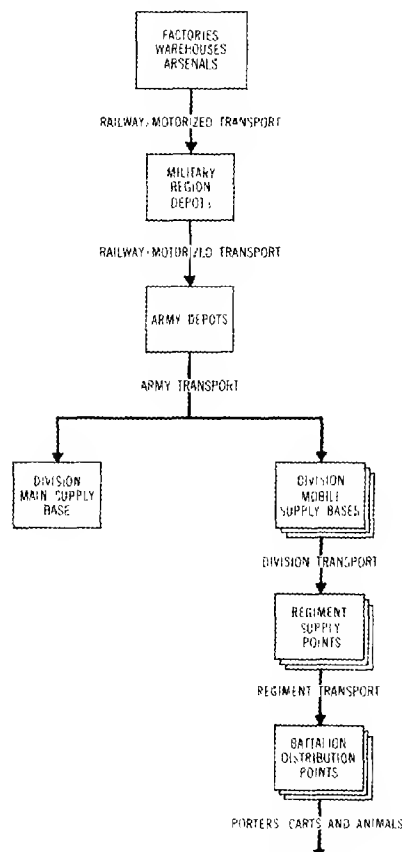 FACTORIES
WAREHOUSES
ARSENALS
RAILWAY/MOTORIZED TRANSPORT
MILITARY
REGION
DEPOTS
RAILWAY/MOTORIZED TRANSPORT
ARMY DEPOTS
ARMY TRANSPORT
DIVISION
MAIN SUPPLY
BASE
DIVISION
MOBILE
SUPPLY BASES
DIVISION TRANSPORT
REGIMENT
SUPPLY
POINTS
REGIMENT TRANSPORT
BATTALION
DISTRIBUTION
POINTS
PORTERS CARTS AND ANIMALS